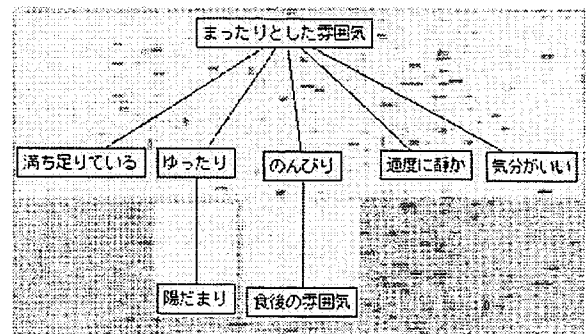 まったりとした雰囲気
満ち足りている
ゆったり
のんびり
適度に静か
気分がいい
陽だまり
食後の雰囲気